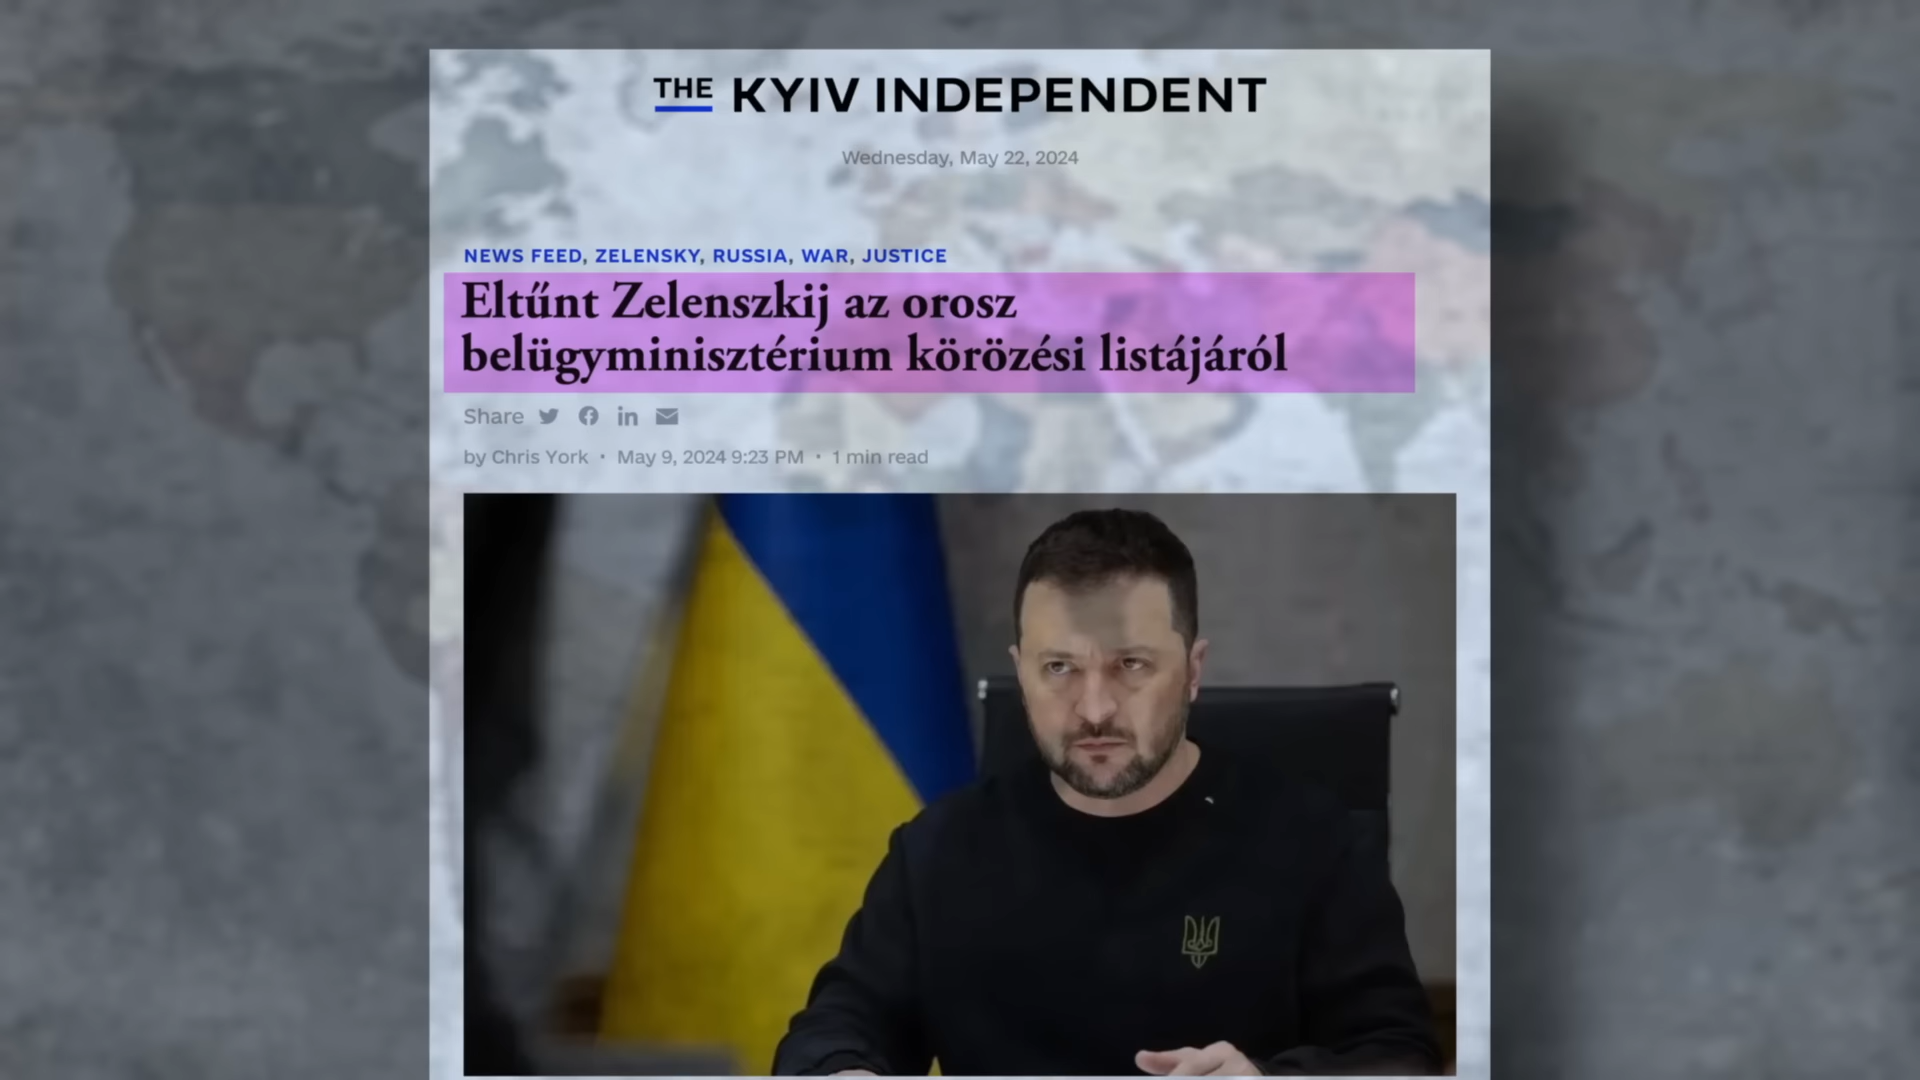 THE KYIV INDEPENDENT
Wednesday, May 22, 2024
NEWS FEED, ZELENSKY, RUSSIA, WAR, JUSTICE
Eltűnt Zelenszkij az orosz
belügyminisztérium körözési listájáról
Share
by Chris York • May 9, 2024 9:23 PM • 1 min read